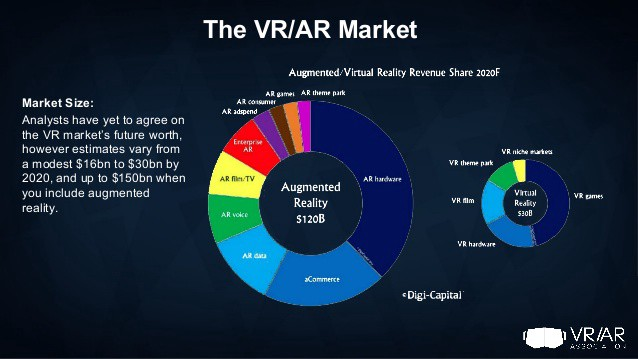 The VR/AR Market
Augmented/Virtual Reality Revenue Share 2020F
Market Size:
Analysts have yet to agree on
the VR market's future worth,
however estimates vary from
a modest $16bn to $30bn by
2020, and up to $150bn when
you include augmented
reality.
AR games
AR theme park
AR consumer
AR adspend
Enterprise
AR
AR film/TV
AR voice
AR data
aCommerce
AR hardware
Augmented
Reality
$120B
VR niche markets
VR theme park
VR film
VR hardware
VR games
Virtual
Reality
$30B
©Digi-Capital
VR/AR
ASSOCIATION